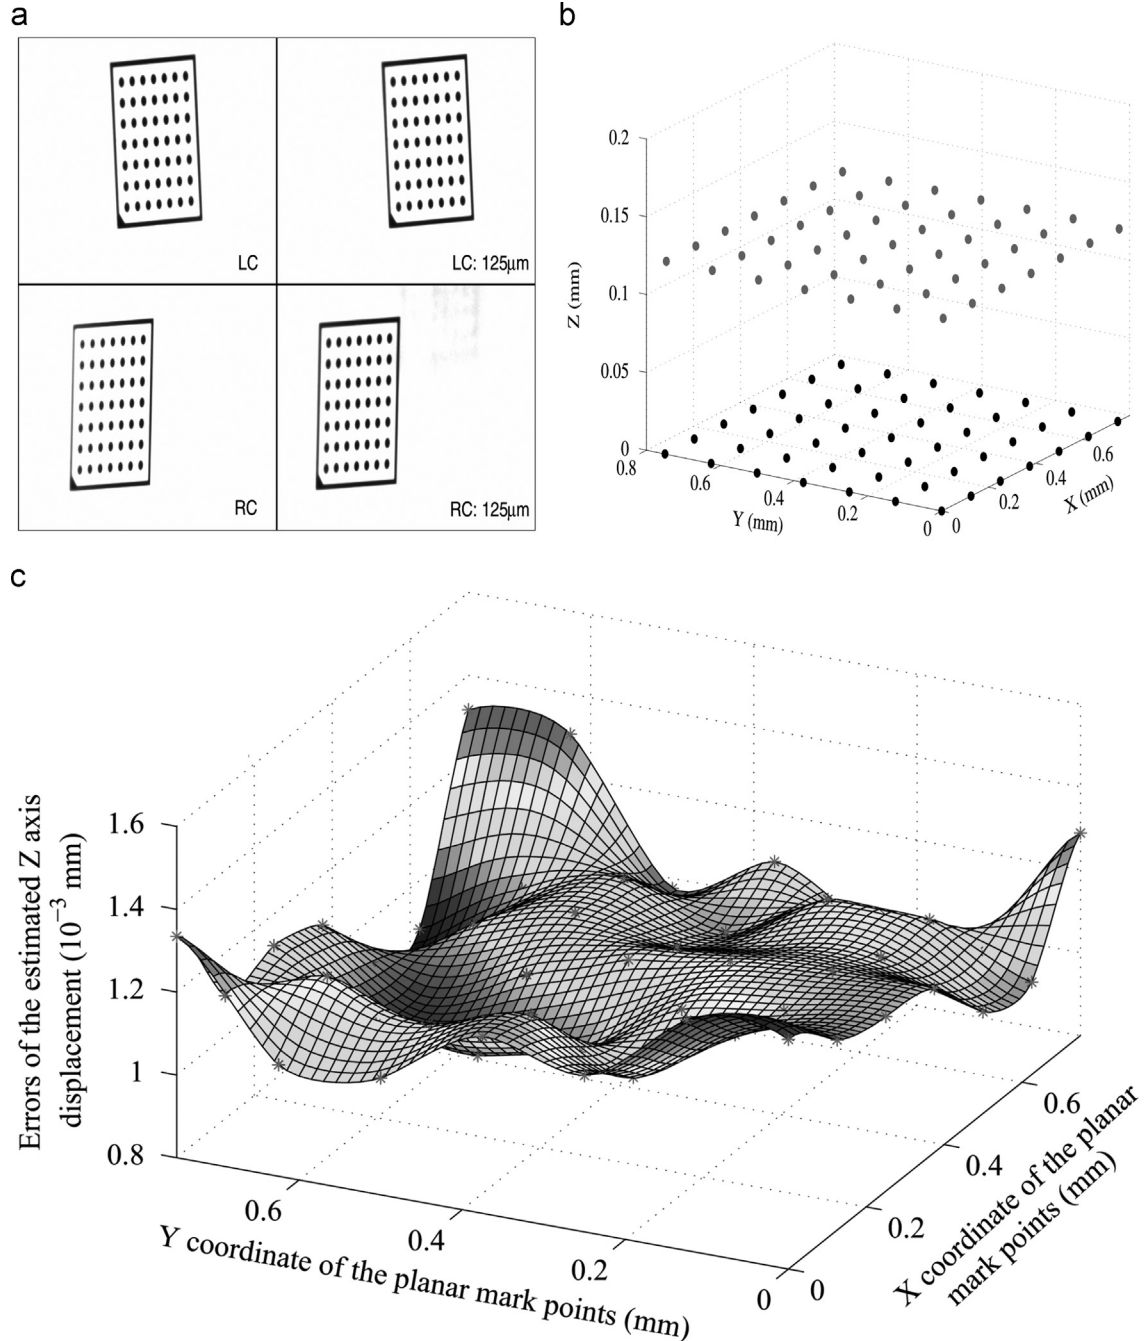 a
b
LC
LC: 125µm
RC
RC: 125µm
0.2
0.15
0.1
0.05
0
Z (mm)
0.8
0.6
0.4
0.2
0
Y (mm)
0
0.2
0.4
0.6
X (mm)
c
1.6
1.4
1.2
1
0.8
Errors of the estimated Z axis
displacement (10⁻³ mm)
0.6
0.4
0.2
0
Y coordinate of the planar mark points (mm)
0
0.2
0.4
0.6
X coordinate of the planar
mark points (mm)